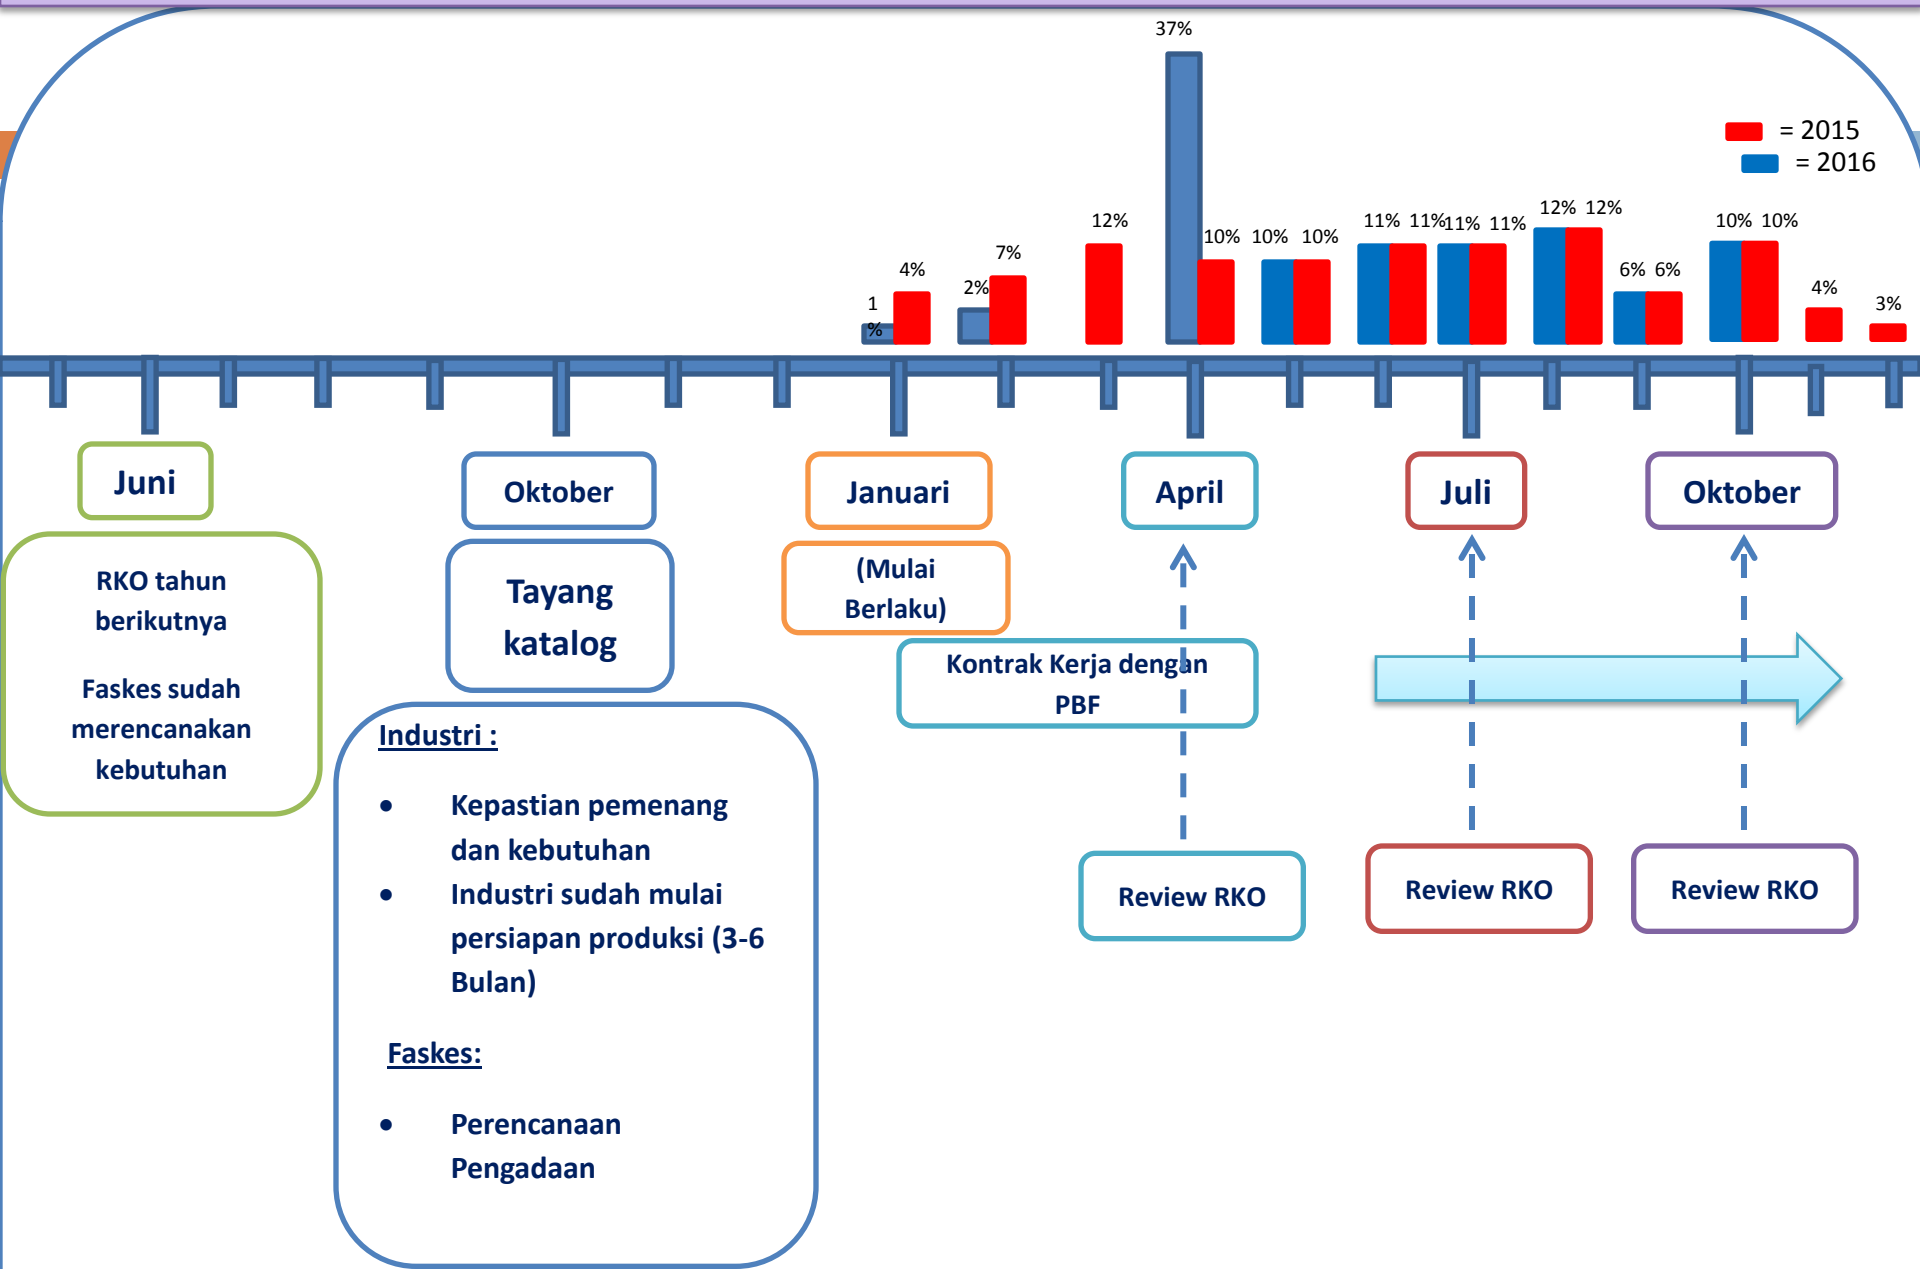 37%
= 2015
= 2016
1
%
4%
2%
7%
12%
10%
10%
10%
11%
11%
11%
11%
12%
12%
6%
6%
10%
10%
4%
3%
Juni
Oktober
Januari
April
Juli
Oktober
RKO tahun
berikutnya
Faskes sudah
merencanakan
kebutuhan
Tayang
katalog
(Mulai
Berlaku)
Kontrak Kerja dengan
PBF
Industri :
• Kepastian pemenang
dan kebutuhan
• Industri sudah mulai
persiapan produksi (3-6
Bulan)
Faskes:
• Perencanaan
Pengadaan
Review RKO
Review RKO
Review RKO